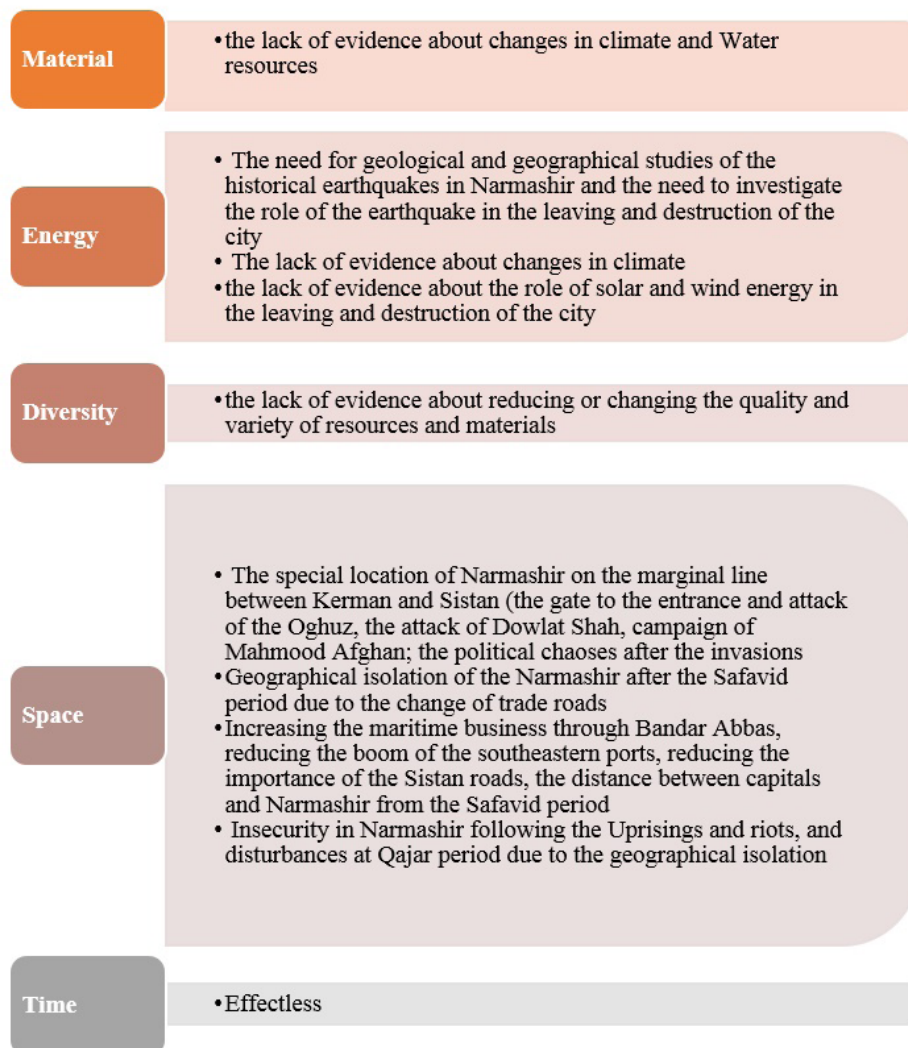 Material
•the lack of evidence about changes in climate and Water
resources
Energy
• The need for geological and geographical studies of the
historical earthquakes in Narmashir and the need to investigate
the role of the earthquake in the leaving and destruction of the
city
• The lack of evidence about changes in climate
•the lack of evidence about the role of solar and wind energy in
the leaving and destruction of the city
Diversity
•the lack of evidence about reducing or changing the quality and
variety of resources and materials
Space
• The special location of Narmashir on the marginal line
between Kerman and Sistan (the gate to the entrance and attack
of the Oghuz, the attack of Dowlat Shah, campaign of
Mahmood Afghan; the political chaoses after the invasions
•Geographical isolation of the Narmashir after the Safavid
period due to the change of trade roads
•Increasing the maritime business through Bandar Abbas,
reducing the boom of the southeastern ports, reducing the
importance of the Sistan roads, the distance between capitals
and Narmashir from the Safavid period
• Insecurity in Narmashir following the Uprisings and riots, and
disturbances at Qajar period due to the geographical isolation
Time
•Effectless